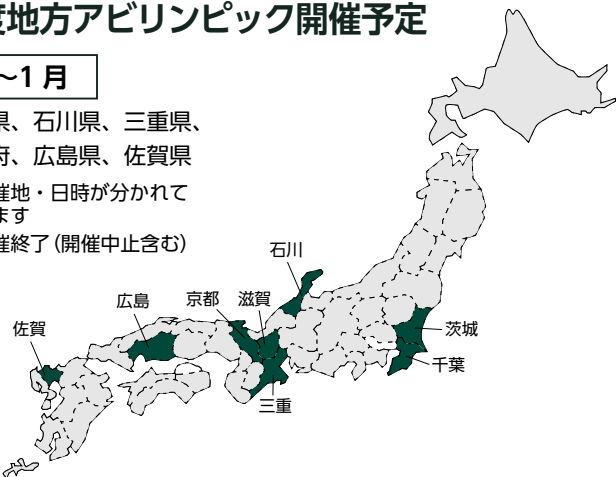 度地方アビリンピック開催予定
～1 月
県、石川県、三重県、
府、広島県、佐賀県
催地・日時が分かれて
ます
催終了（開催中止含む）
石川
広島
京都
滋賀
佐賀
茨城
千葉
三重